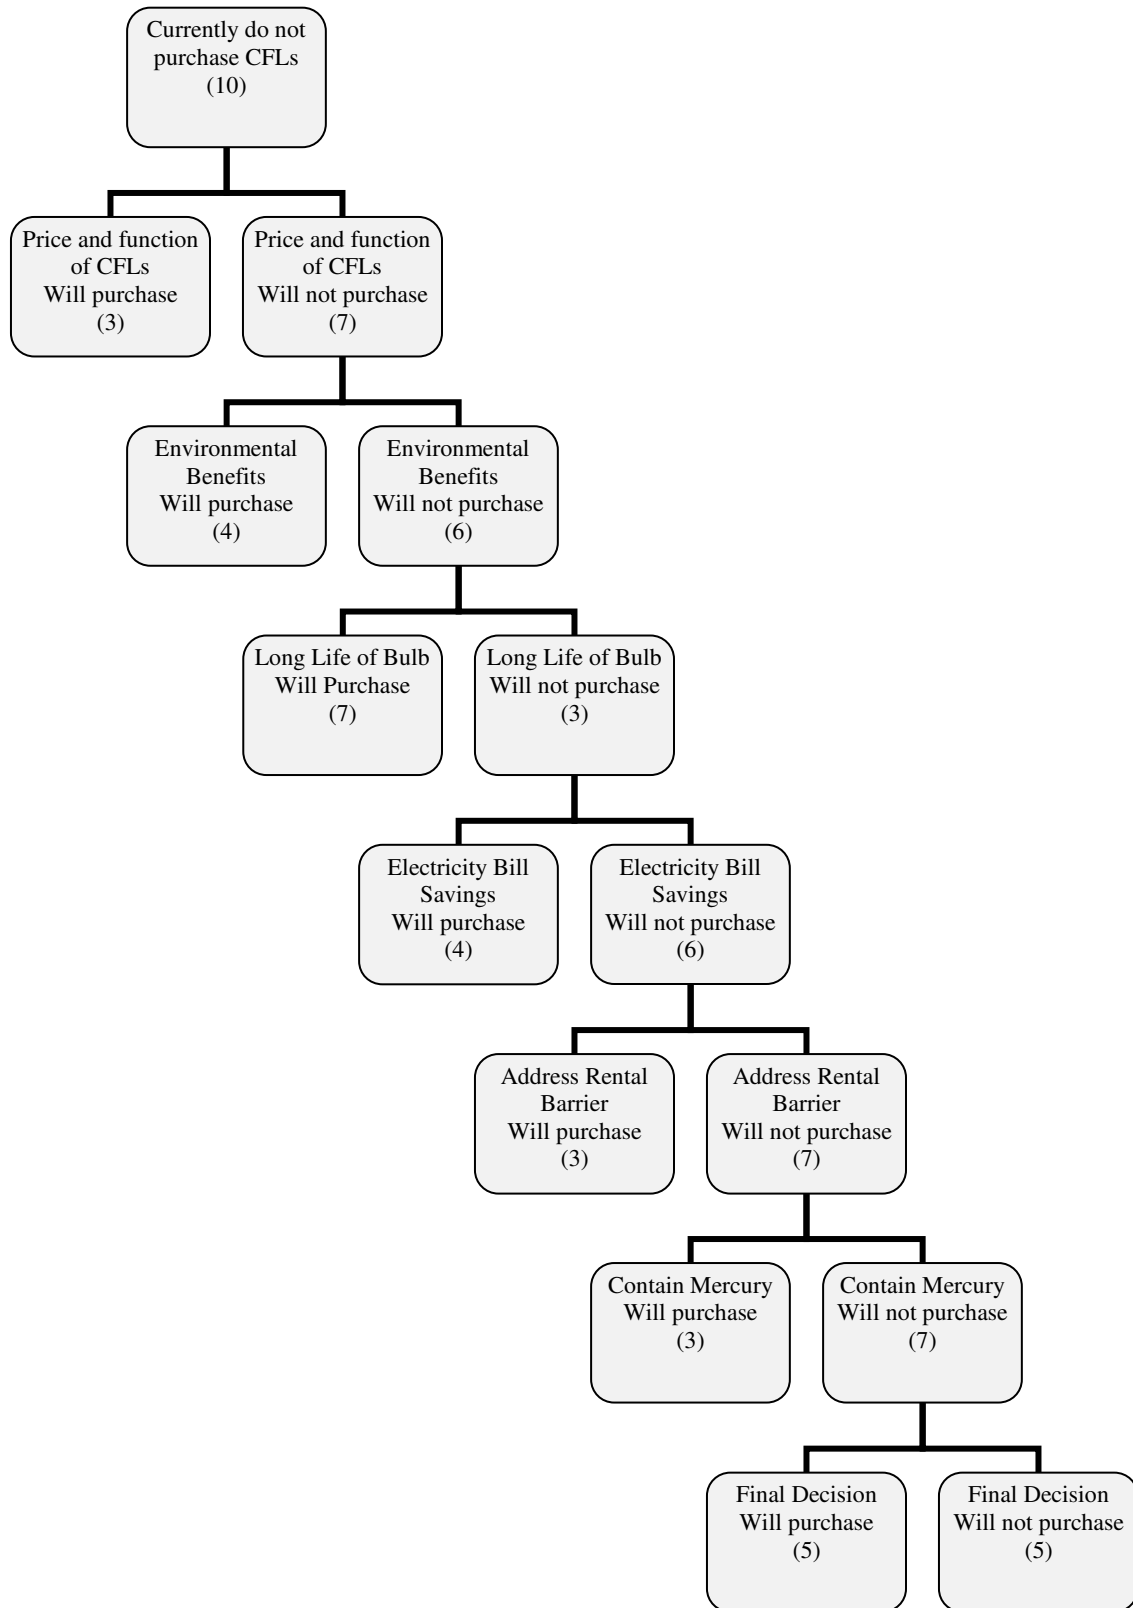 Currently do not
purchase CFLs
(10)
Price and function
of CFLs
Will purchase
(3)
Price and function
of CFLs
Will not purchase
(7)
Environmental
Benefits
Will purchase
(4)
Environmental
Benefits
Will not purchase
(6)
Long Life of Bulb
Will Purchase
(7)
Long Life of Bulb
Will not purchase
(3)
Electricity Bill
Savings
Will purchase
(4)
Electricity Bill
Savings
Will not purchase
(6)
Address Rental
Barrier
Will purchase
(3)
Address Rental
Barrier
Will not purchase
(7)
Contain Mercury
Will purchase
(3)
Contain Mercury
Will not purchase
(7)
Final Decision
Will purchase
(5)
Final Decision
Will not purchase
(5)